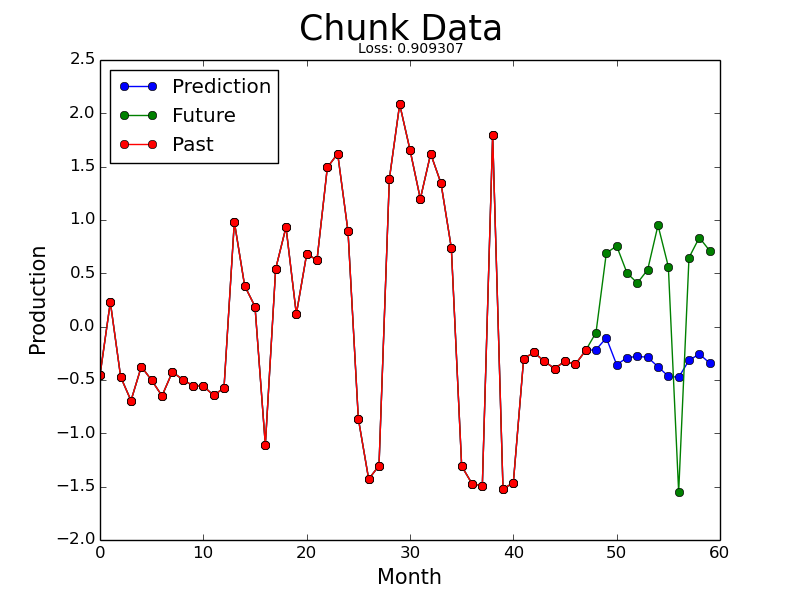 Chunk Data
Loss: 0.909307
Prediction
Future
Past
Production
2.5
2.0
1.5
1.0
0.5
0.0
−0.5
−1.0
−1.5
−2.0
0 10 20 30 40 50 60
Month